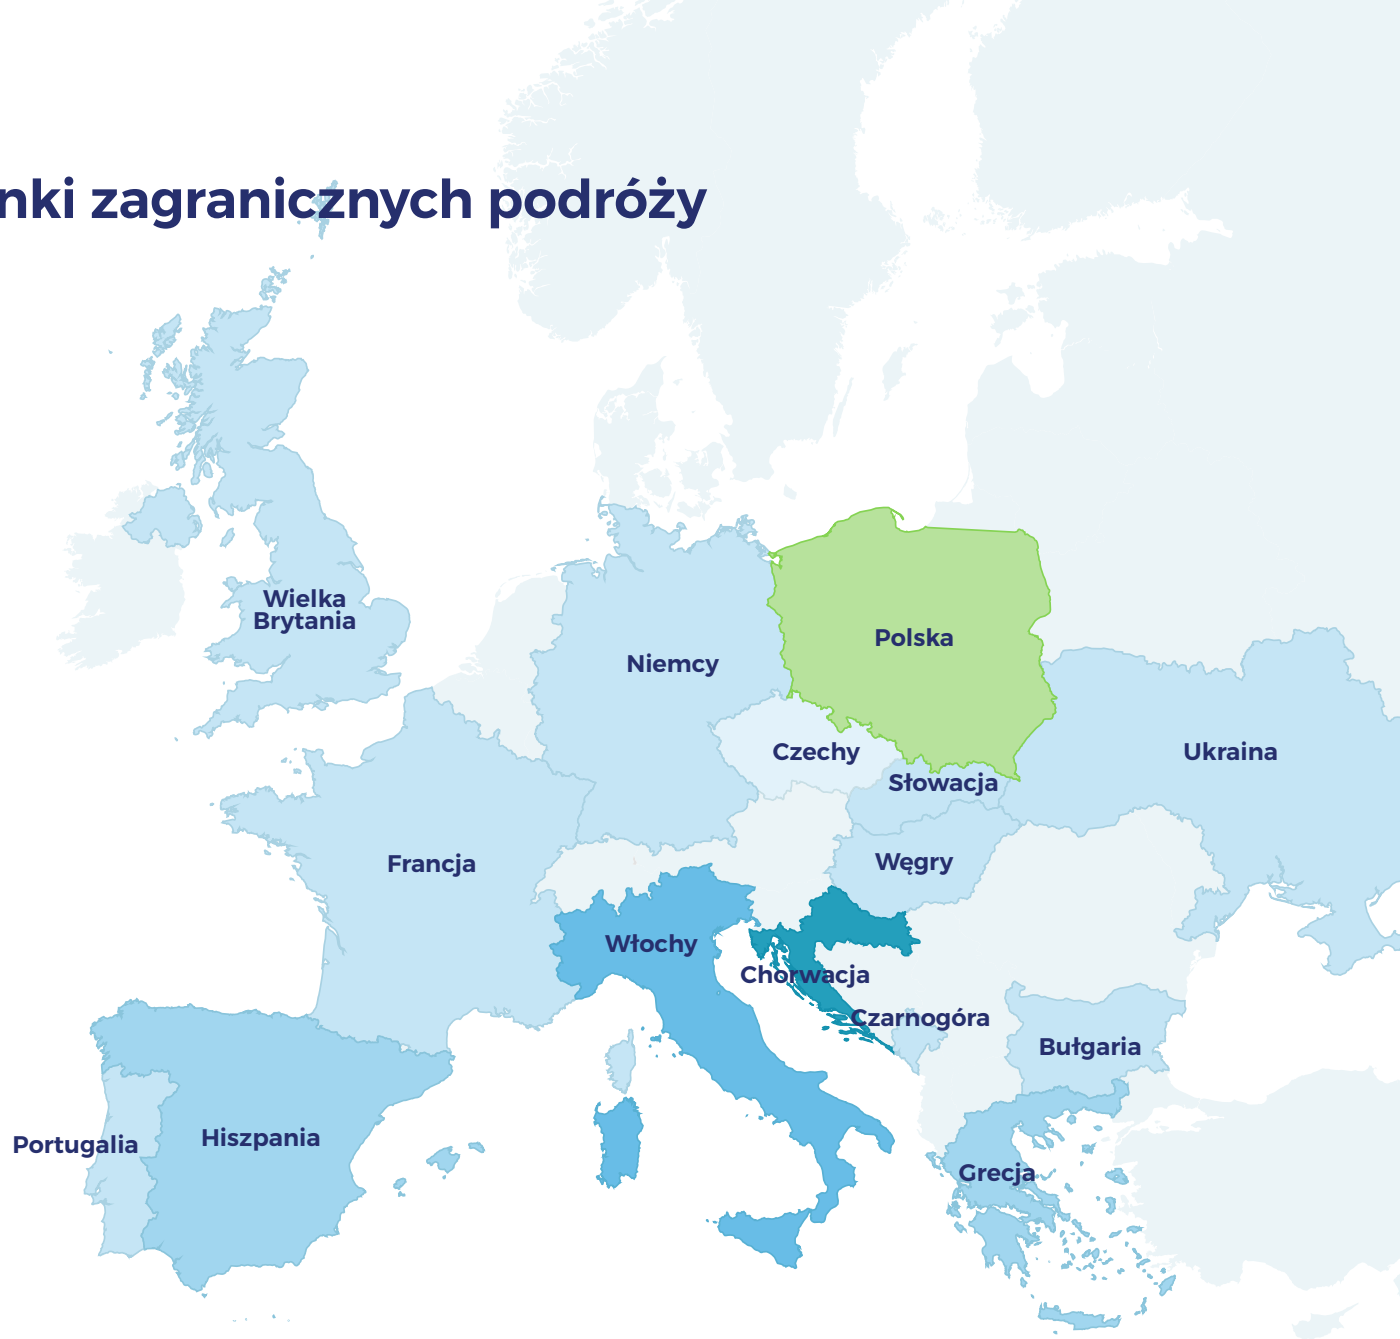 nki zagranicznych podróży
Wielka
Brytania
Polska
Niemcy
Czechy
Ukraina
Słowacja
Węgry
Francja
Włochy
Chorwacja
Czarnogóra
Bułgaria
Hiszpania
Portugalia
Grecja